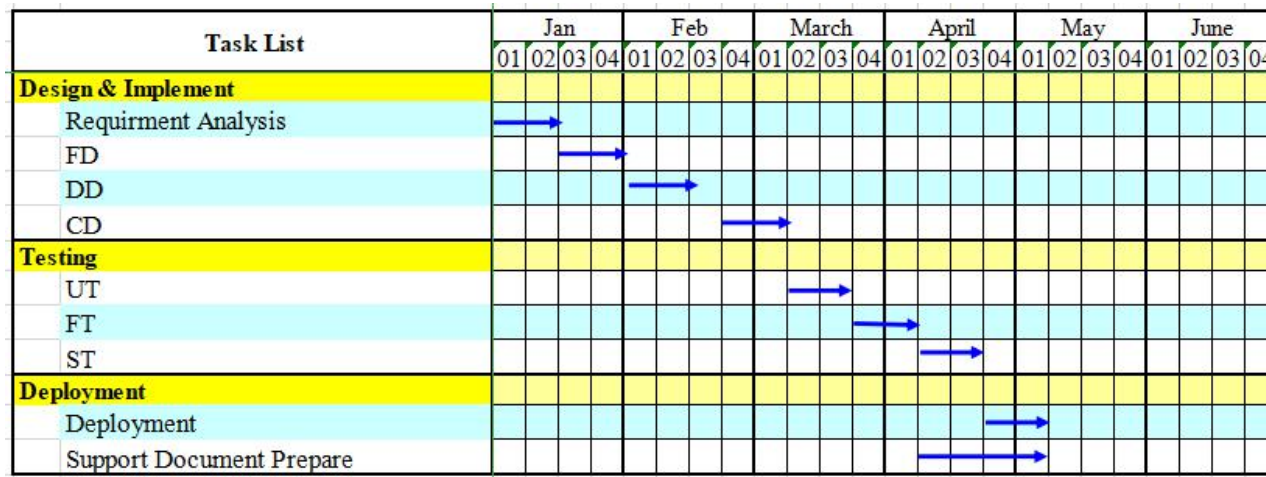 Task List
Jan Feb March April May June
01 02 03 04 01 02 03 04 01 02 03 04 01 02 03 04 01 02 03 04 01 02 03 04
Design & Implement
Requirment Analysis
FD
DD
CD
Testing
UT
FT
ST
Deployment
Deployment
Support Document Prepare